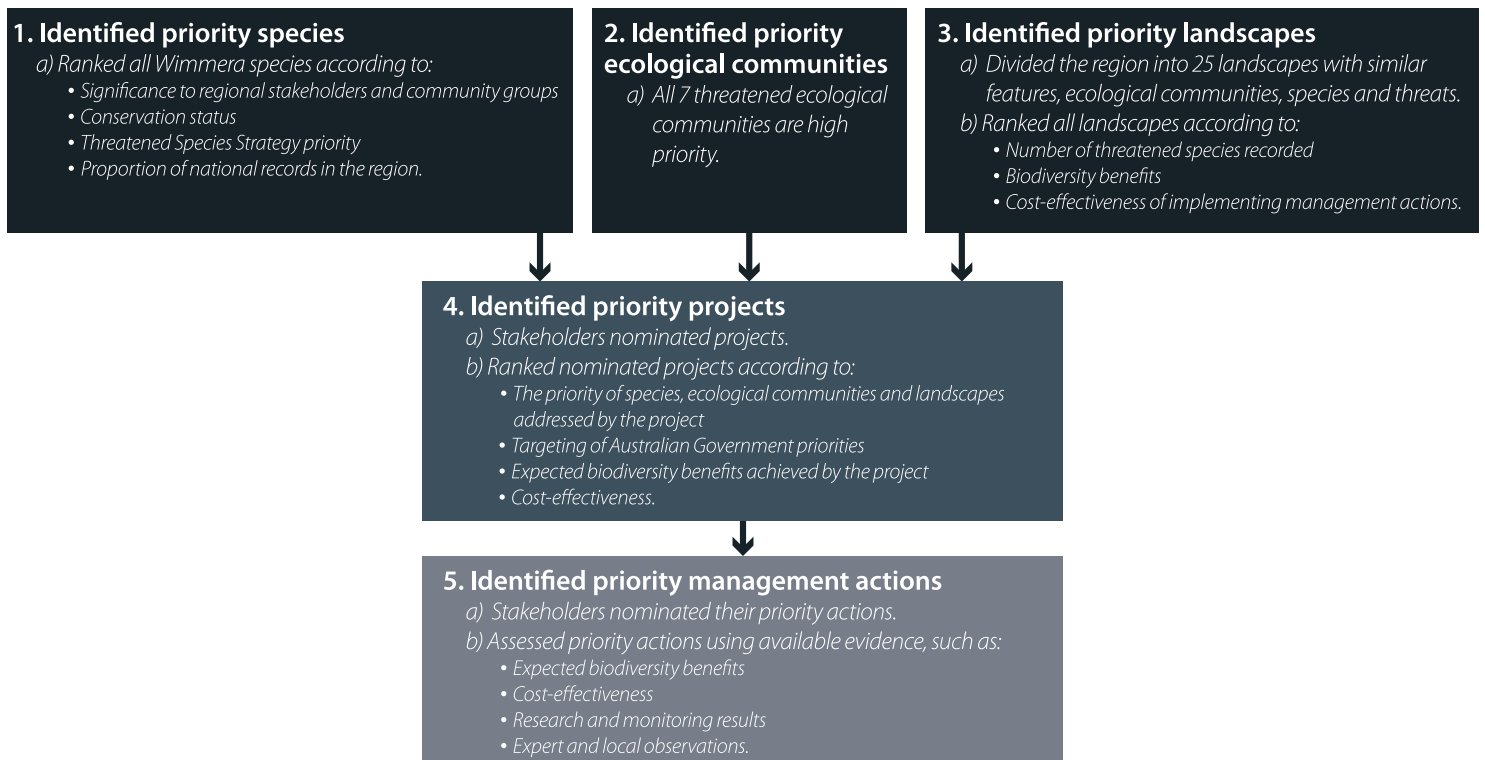 1. Identified priority species
a) Ranked all Wimmera species according to:
• Significance to regional stakeholders and community groups
• Conservation status
• Threatened Species Strategy priority
• Proportion of national records in the region.
2. Identified priority
ecological communities
a) All 7 threatened ecological
communities are high
priority.
3. Identified priority landscapes
a) Divided the region into 25 landscapes with similar
features, ecological communities, species and threats.
b) Ranked all landscapes according to:
• Number of threatened species recorded
• Biodiversity benefits
• Cost-effectiveness of implementing management actions.
4. Identified priority projects
a) Stakeholders nominated projects.
b) Ranked nominated projects according to:
• The priority of species, ecological communities and landscapes
addressed by the project
• Targeting of Australian Government priorities
• Expected biodiversity benefits achieved by the project
• Cost-effectiveness.
5. Identified priority management actions
a) Stakeholders nominated their priority actions.
b) Assessed priority actions using available evidence, such as:
• Expected biodiversity benefits
• Cost-effectiveness
• Research and monitoring results
• Expert and local observations.